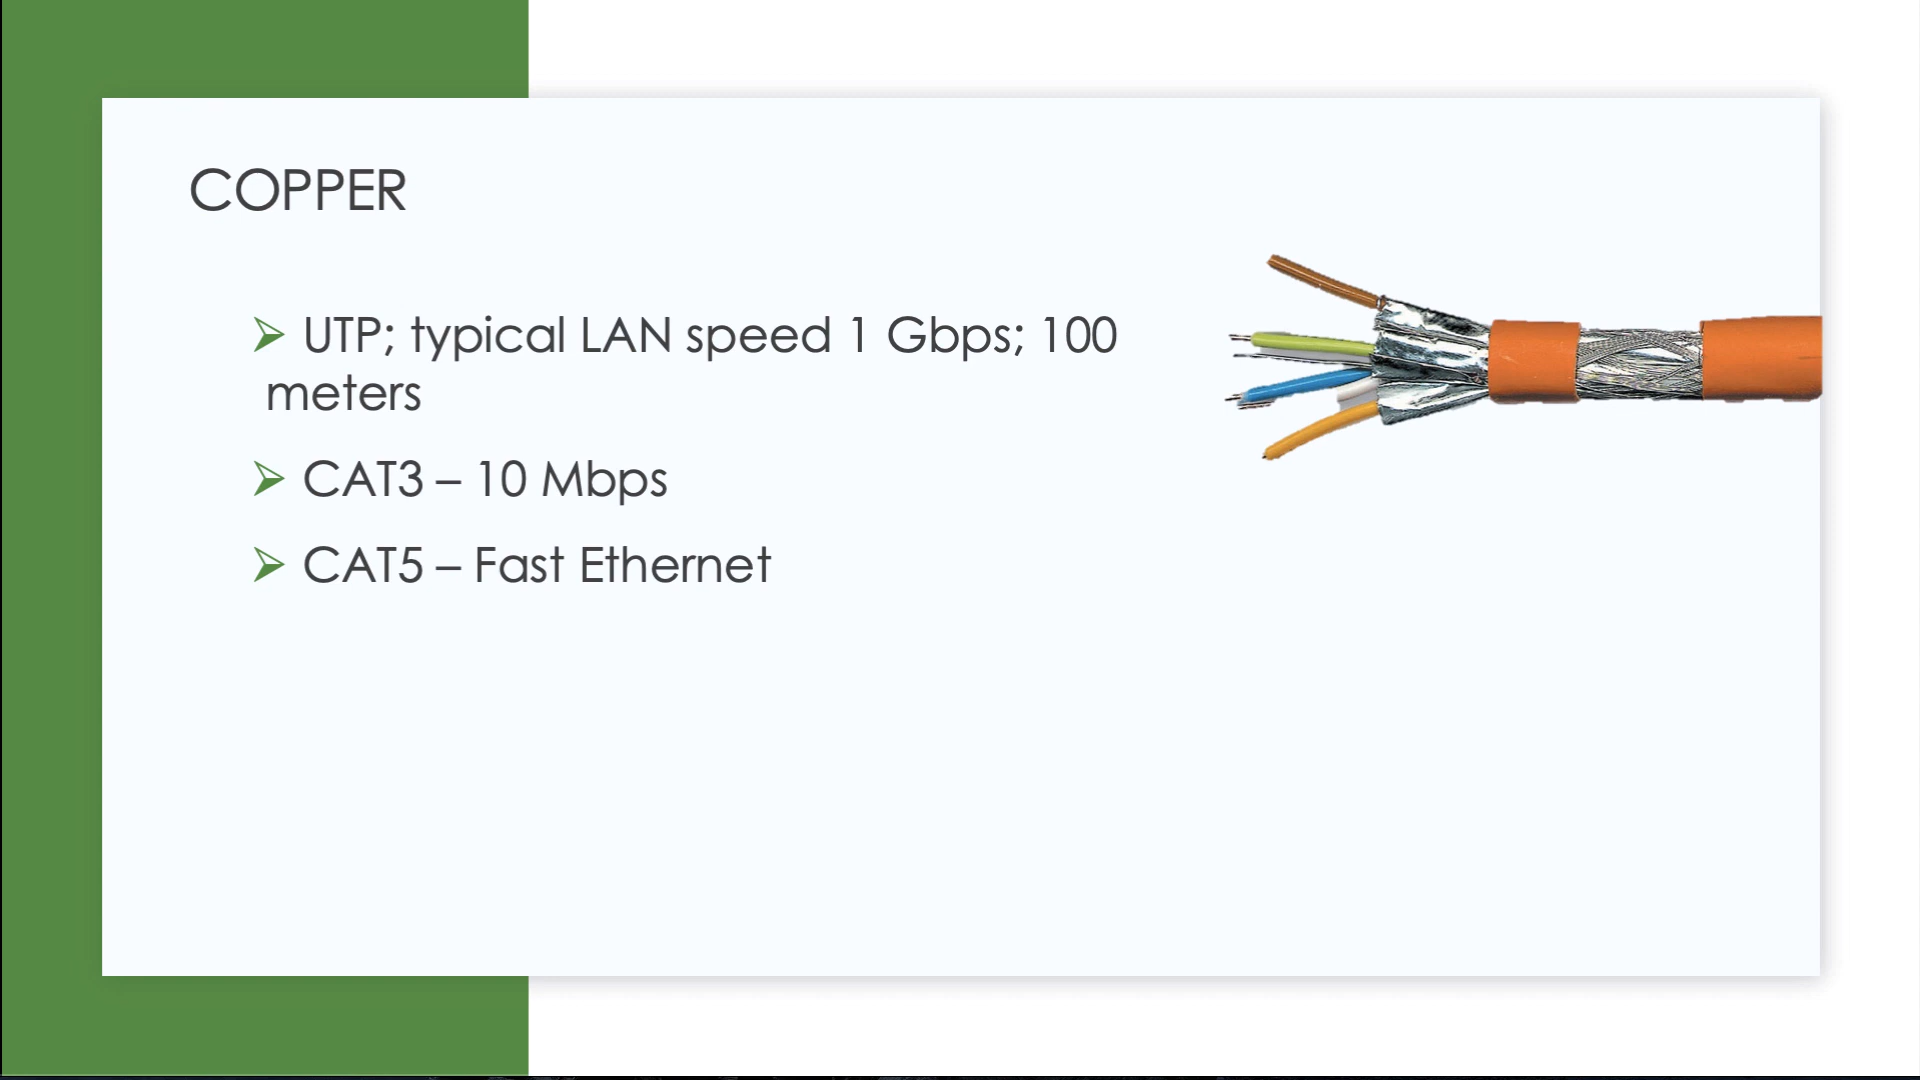 COPPER
➢ UTP; typical LAN speed 1 Gbps; 100
meters
➢ CAT3 – 10 Mbps
➢ CAT5 – Fast Ethernet